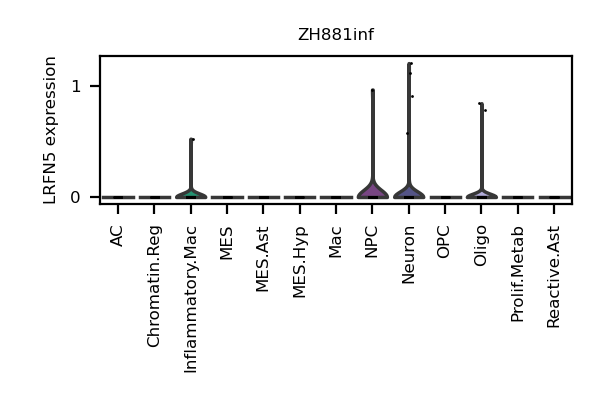 ZH881inf
LRFN5 expression
1
0
AC
Chromatin.Reg
Inflammatory.Mac
MES
MES.Ast
MES.Hyp
Mac
NPC
Neuron
OPC
Oligo
Prolif.Metab
Reactive.Ast